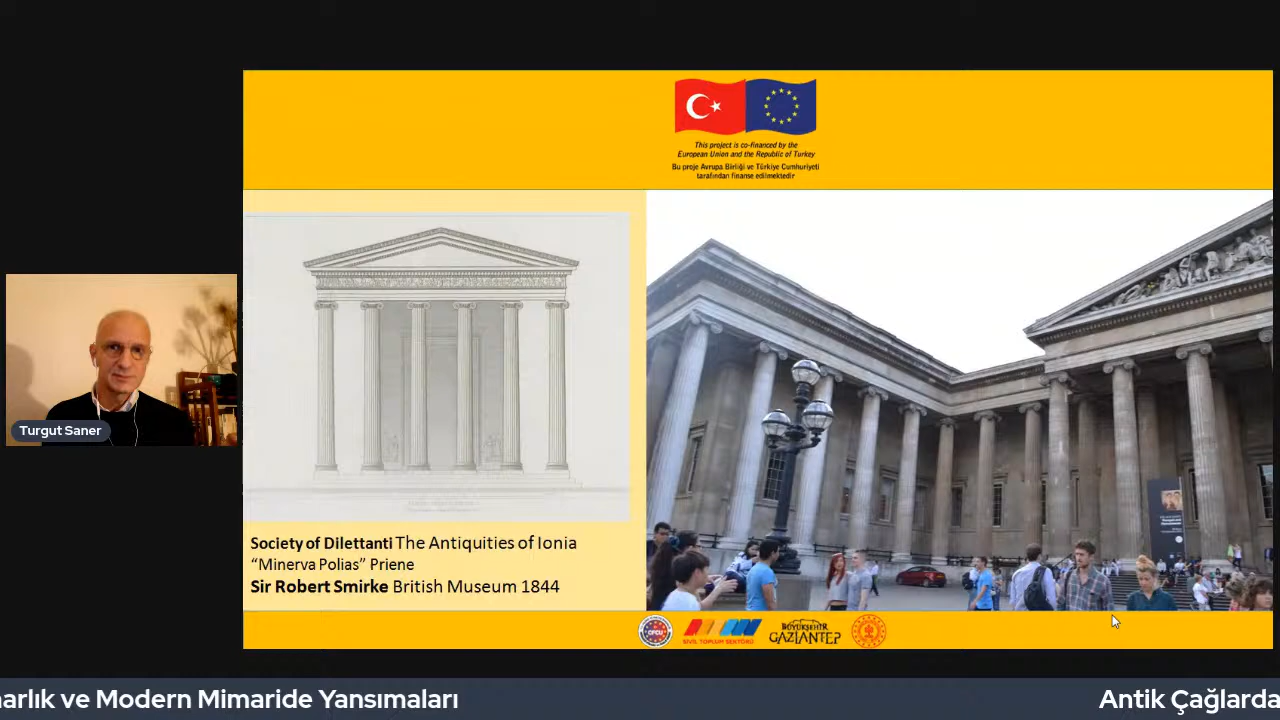 This project is co-financed by the
European Union and the Republic of Turkey
Bu proje Avrupa Birliği ve Türkiye Cumhuriyeti
tarafından finanse edilmektedir
Turgut Saner
Society of Dilettanti The Antiquities of Ionia
“Minerva Polias” Priene
Sir Robert Smirke British Museum 1844
CFCU
SİVİL TOPLUM SEKTÖRÜ
BÜYÜKŞEHİR
GAZİANTEP
arlık ve Modern Mimaride Yansımaları
Antik Çağlarda